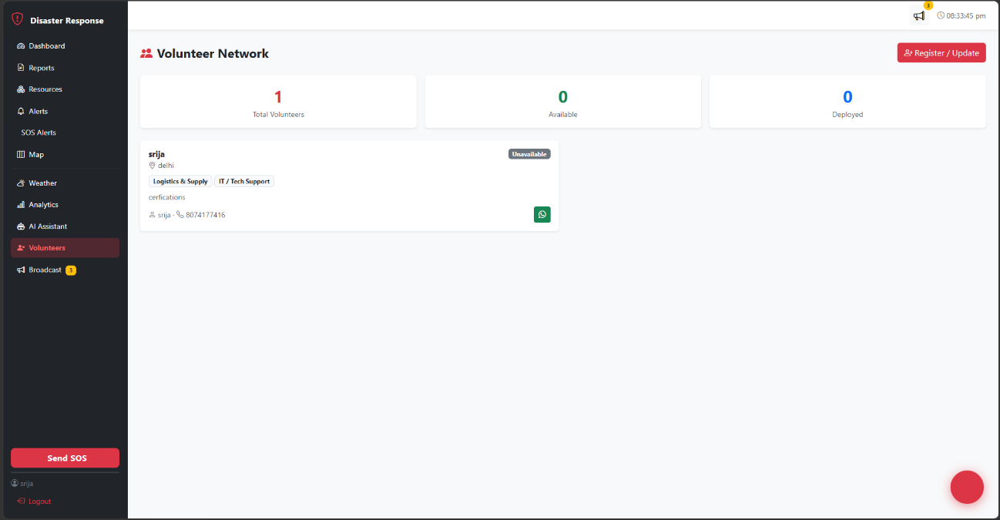 Disaster Response
Dashboard
Reports
Resources
Alerts
SOS Alerts
Map
Weather
Analytics
AI Assistant
Volunteers
Broadcast 3
Send SOS
srija
Logout
3
08:33:45 pm
Volunteer Network
Register / Update
1
Total Volunteers
0
Available
0
Deployed
srija
Unavailable
delhi
Logistics & Supply IT / Tech Support
cerfications
srija · 8074177416